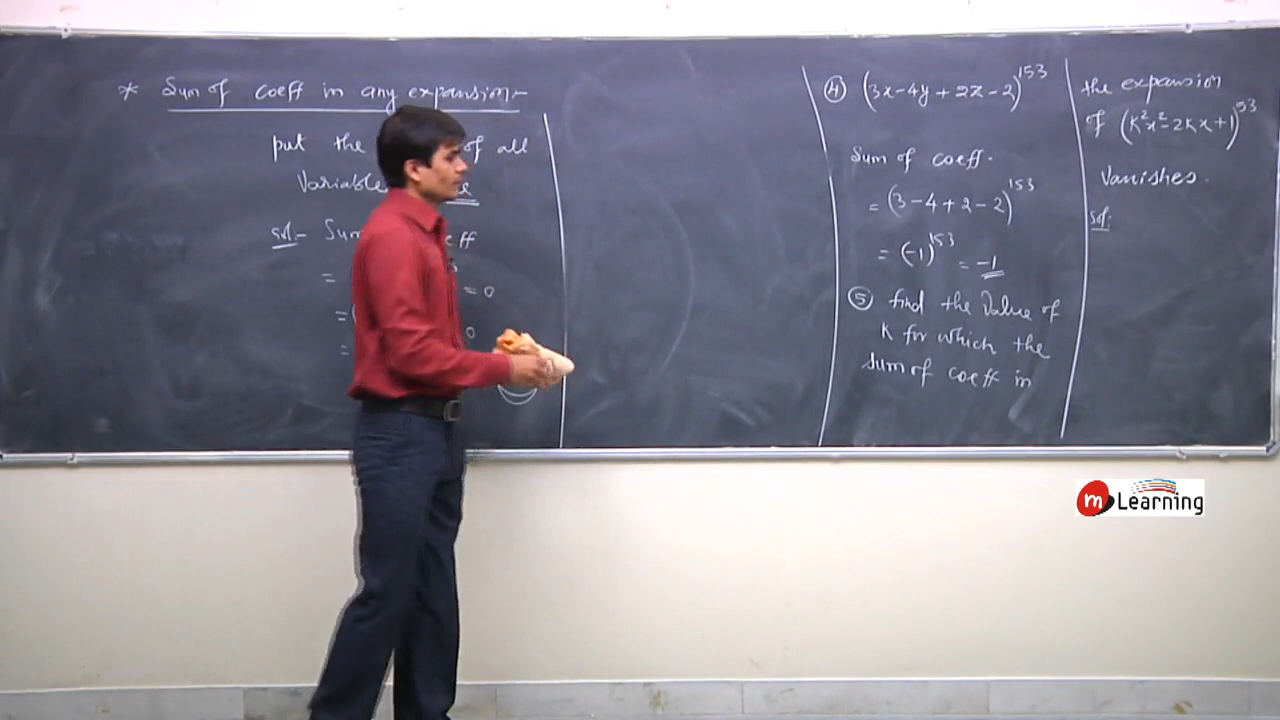 * Sum of coeff in any expansion:-
put the of all
Variable
sol:- Sum eff
=
= 0
= (
0
=
④ (3x-4y+2z-2)^153
Sum of coeff.
= (3-4+2-2)^153
= (-1)^153 = -1
⑤ find the Value of
K for which the
Sum of coeff in
the expansion
of (K²x²-2Kx+1)^53
Vanishes.
sol:
m Learning